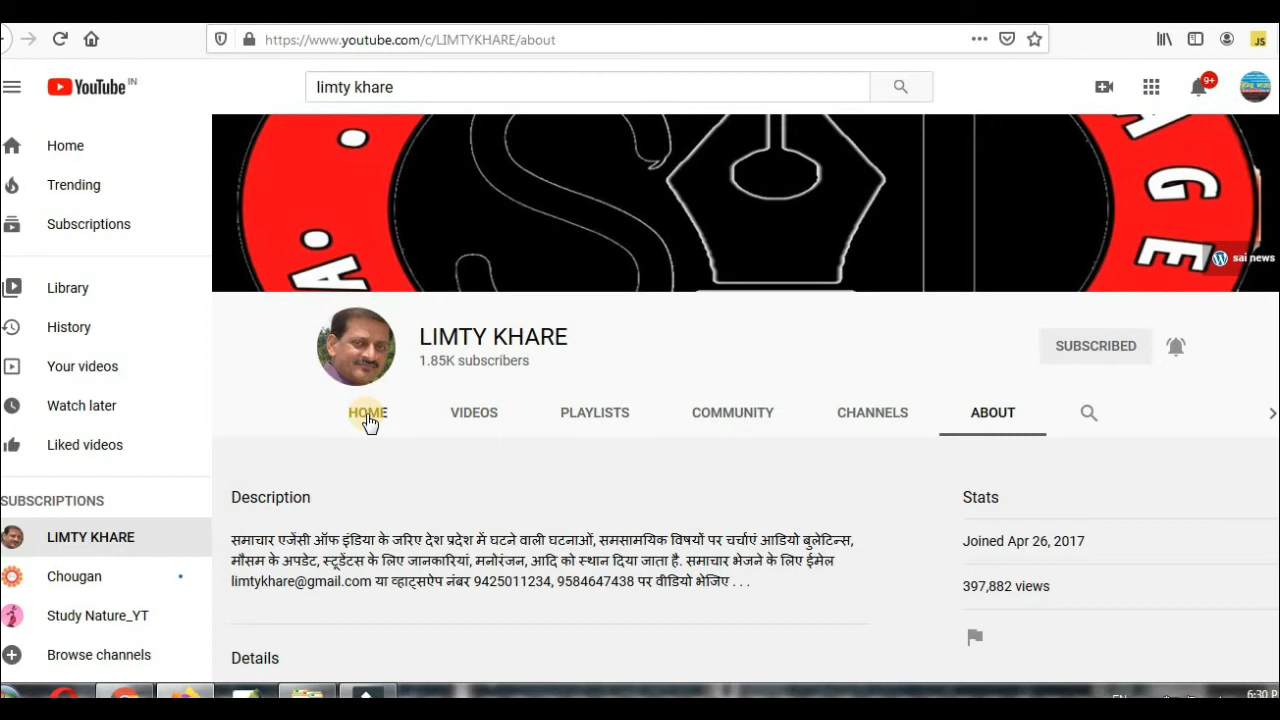 https://www.youtube.com/c/LIMTYKHARE/about
JS
YouTube IN
limty khare
9+
Home
Trending
Subscriptions
Library
History
Your videos
Watch later
Liked videos
SUBSCRIPTIONS
LIMTY KHARE
Chougan
Study Nature_YT
Browse channels
AGE
sai news
LIMTY KHARE
1.85K subscribers
SUBSCRIBED
HOME VIDEOS PLAYLISTS COMMUNITY CHANNELS ABOUT
Description
समाचार एजेंसी ऑफ इंडिया के जरिए देश प्रदेश में घटने वाली घटनाओं, समसामयिक विषयों पर चर्चाएं आडियो बुलेटिन्स,
मौसम के अपडेट, स्टूडेंटस के लिए जानकारियां, मनोरंजन, आदि को स्थान दिया जाता है. समाचार भेजने के लिए ईमेल
limtykhare@gmail.com या व्हाट्सऐप नंबर 9425011234, 9584647438 पर वीडियो भेजिए . . .
Details
Stats
Joined Apr 26, 2017
397,882 views